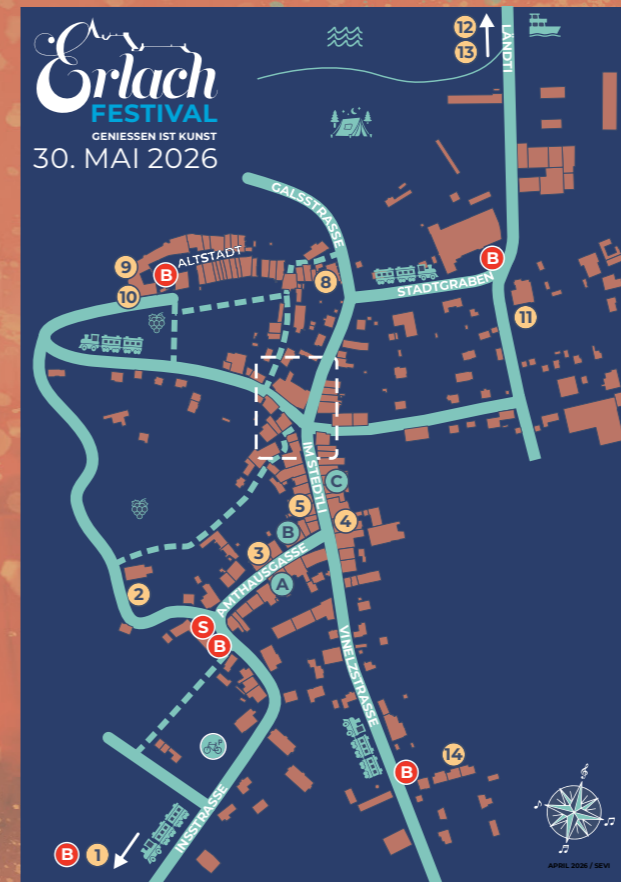 Erlach
FESTIVAL
GENIESSEN IST KUNST
30. MAI 2026
12
13
LÄNDTI
GALSSTRASSE
9
B
ALTSTADT
10
8
B
STADTGRABEN
11
IM STEDTLI
C
5
4
B
3
AMTHAUSGASSE
A
2
S
B
VINELZSTRASSE
B
14
INSSTRASSE
B
1
APRIL 2026 / SEVI